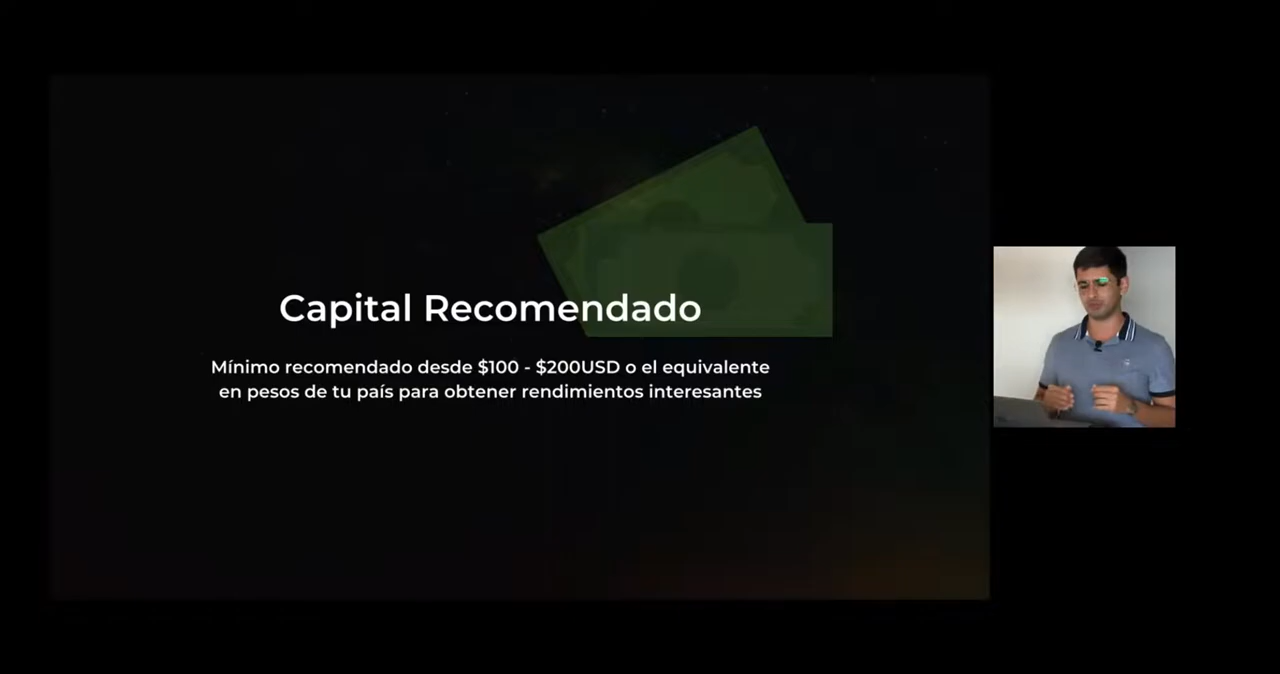 Capital Recomendado
Mínimo recomendado desde $100 - $200USD o el equivalente
en pesos de tu país para obtener rendimientos interesantes